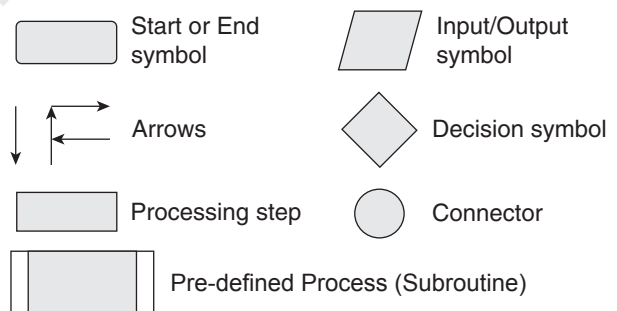 Start or End
symbol
Input/Output
symbol
Arrows
Decision symbol
Processing step
Connector
Pre-defined Process (Subroutine)